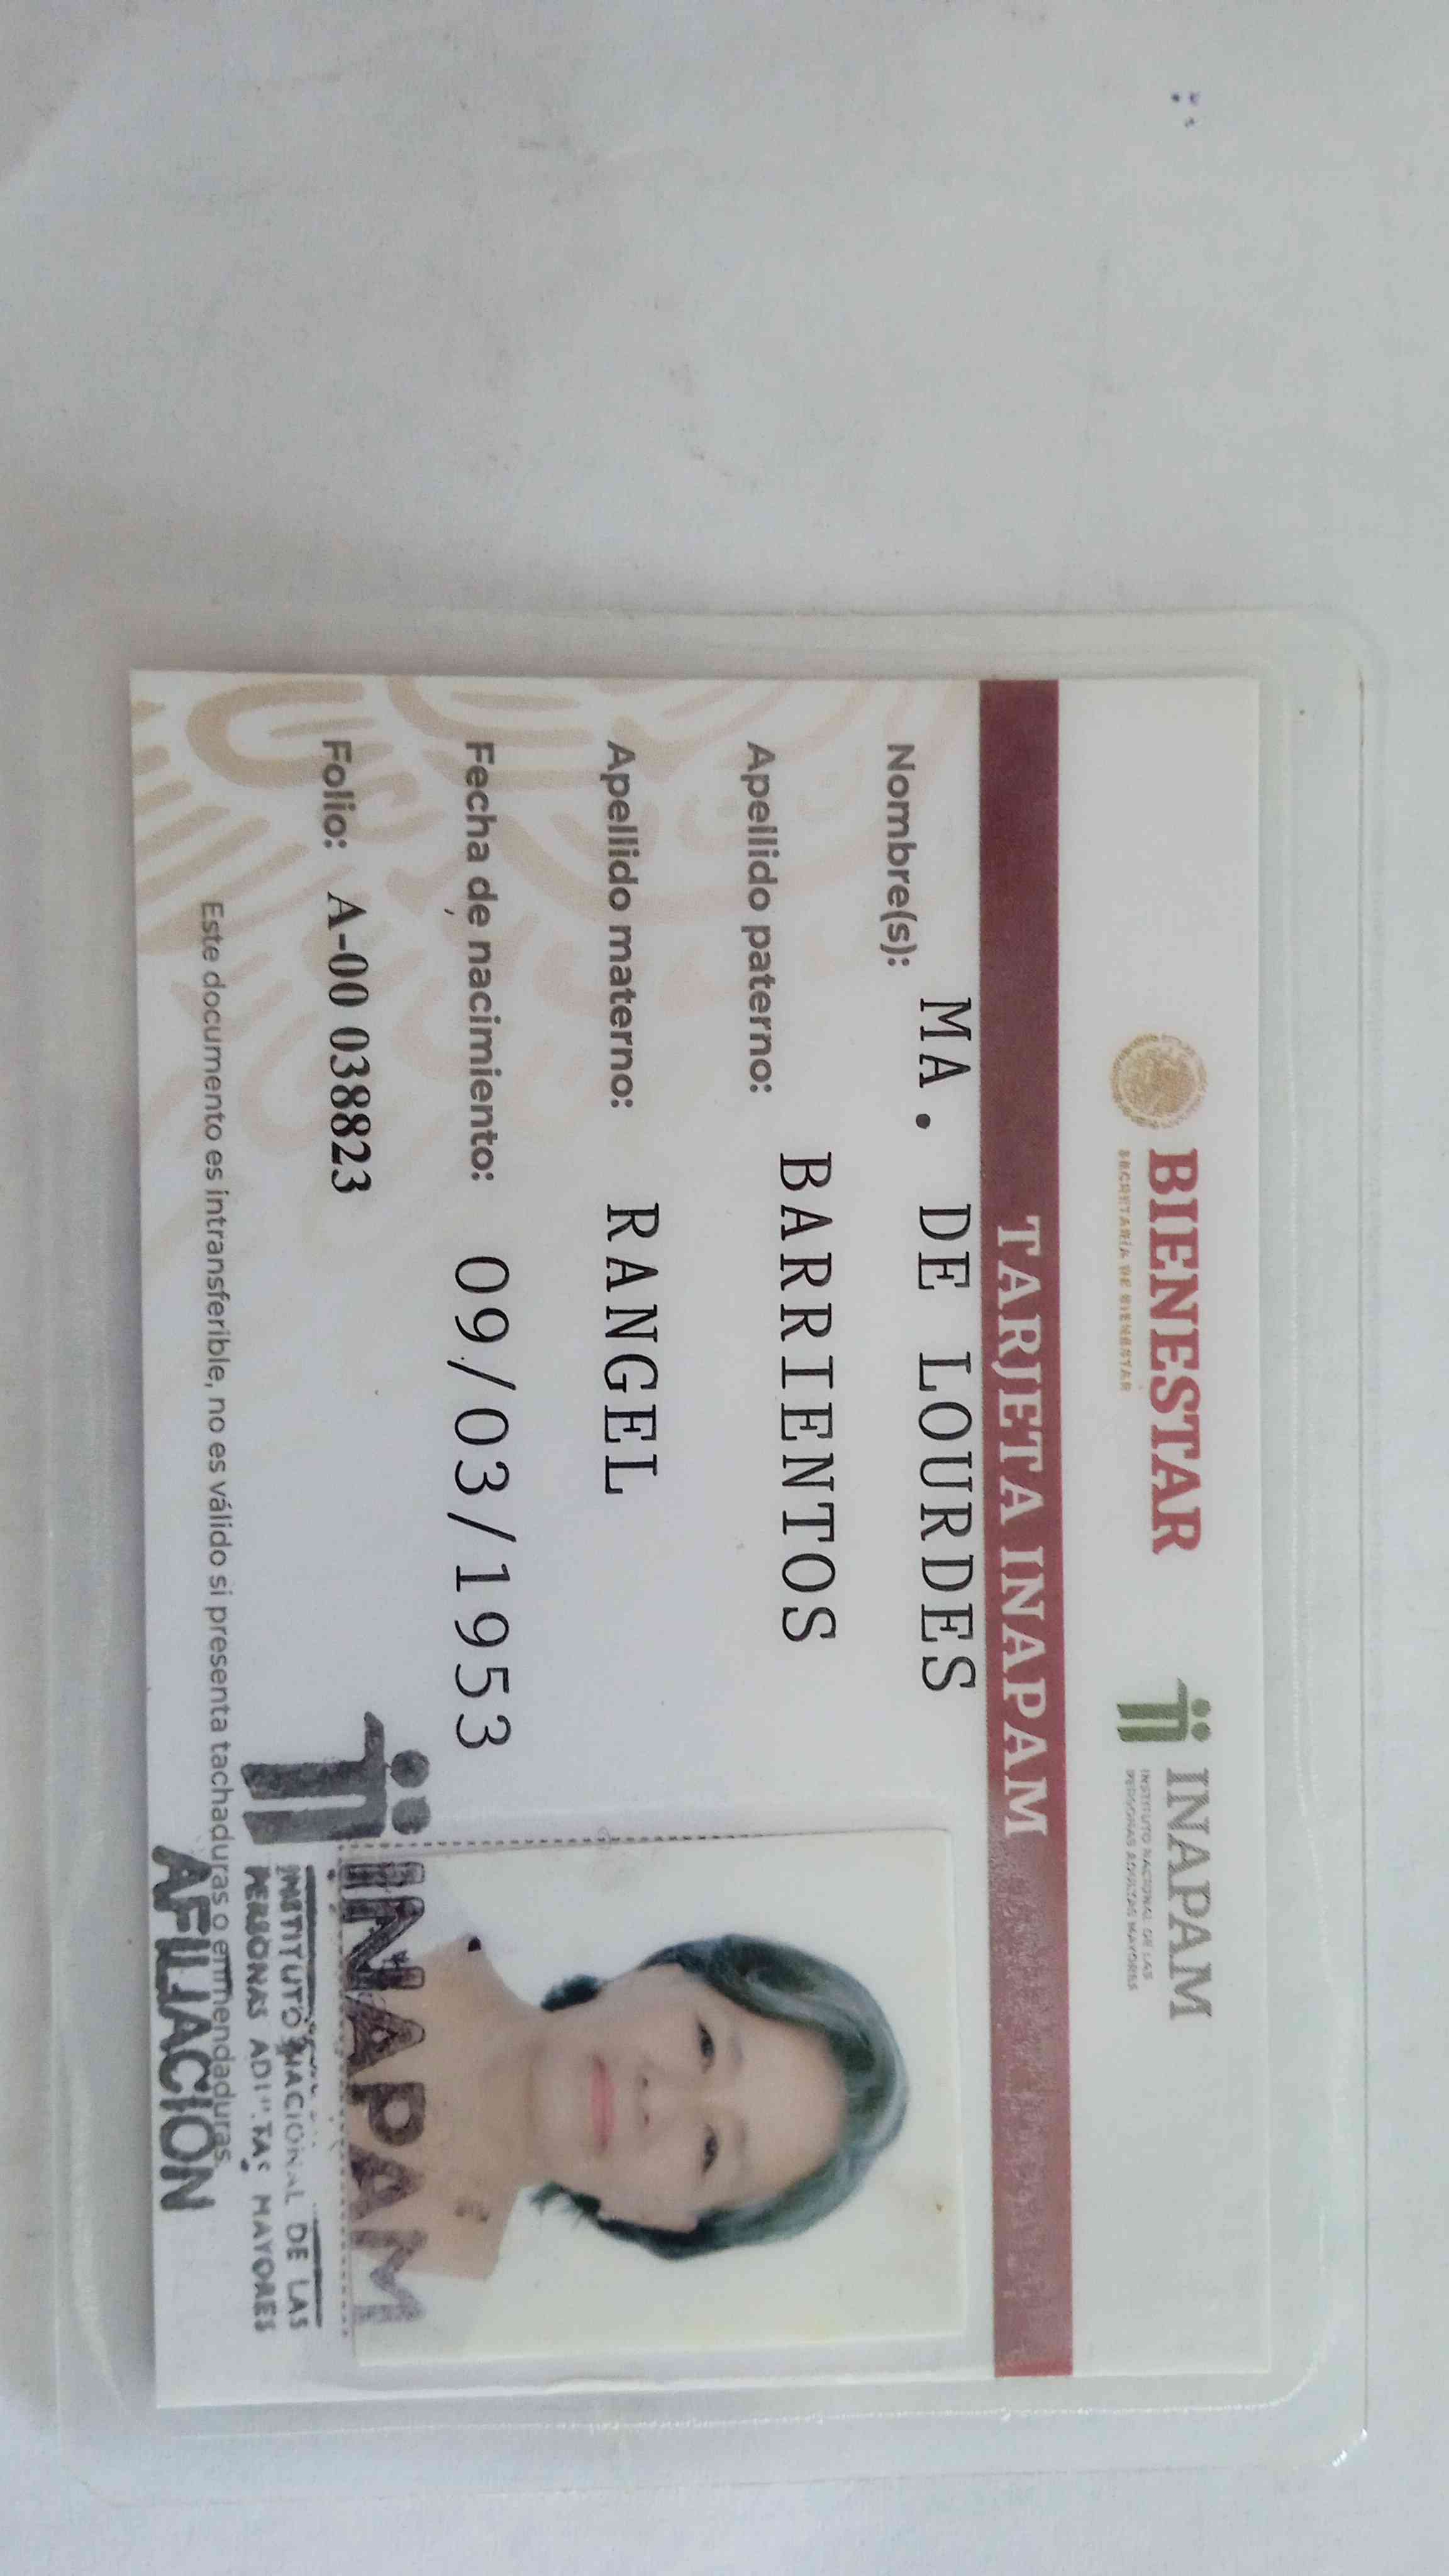 BIENESTAR
SECRETARÍA DE BIENESTAR
INAPAM
INSTITUTO NACIONAL DE LAS
PERSONAS ADULTAS MAYORES
TARJETA INAPAM
Nombre(s): MA. DE LOURDES
Apellido paterno: BARRIENTOS
Apellido materno: RANGEL
Fecha de nacimiento: 09/03/1953
Folio: A-00 038823
Este documento es intransferible, no es válido si presenta tachaduras o enmendaduras.
INAPAM
INSTITUTO NACIONAL DE LAS
PERSONAS ADULTAS MAYORES
AFILIACION